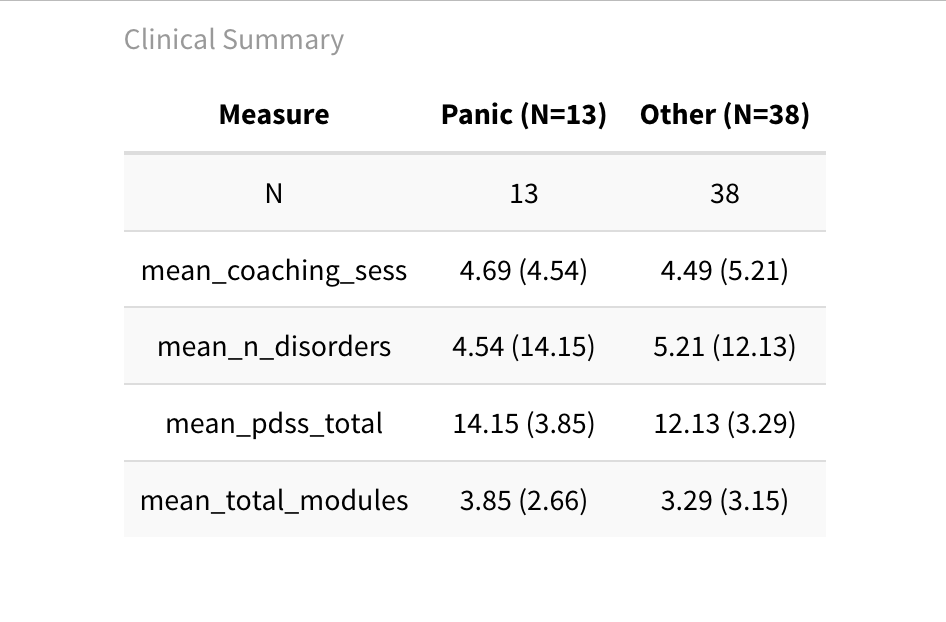 Clinical Summary
Measure Panic (N=13) Other (N=38)
N 13 38
mean_coaching_sess 4.69 (4.54) 4.49 (5.21)
mean_n_disorders 4.54 (14.15) 5.21 (12.13)
mean_pdss_total 14.15 (3.85) 12.13 (3.29)
mean_total_modules 3.85 (2.66) 3.29 (3.15)